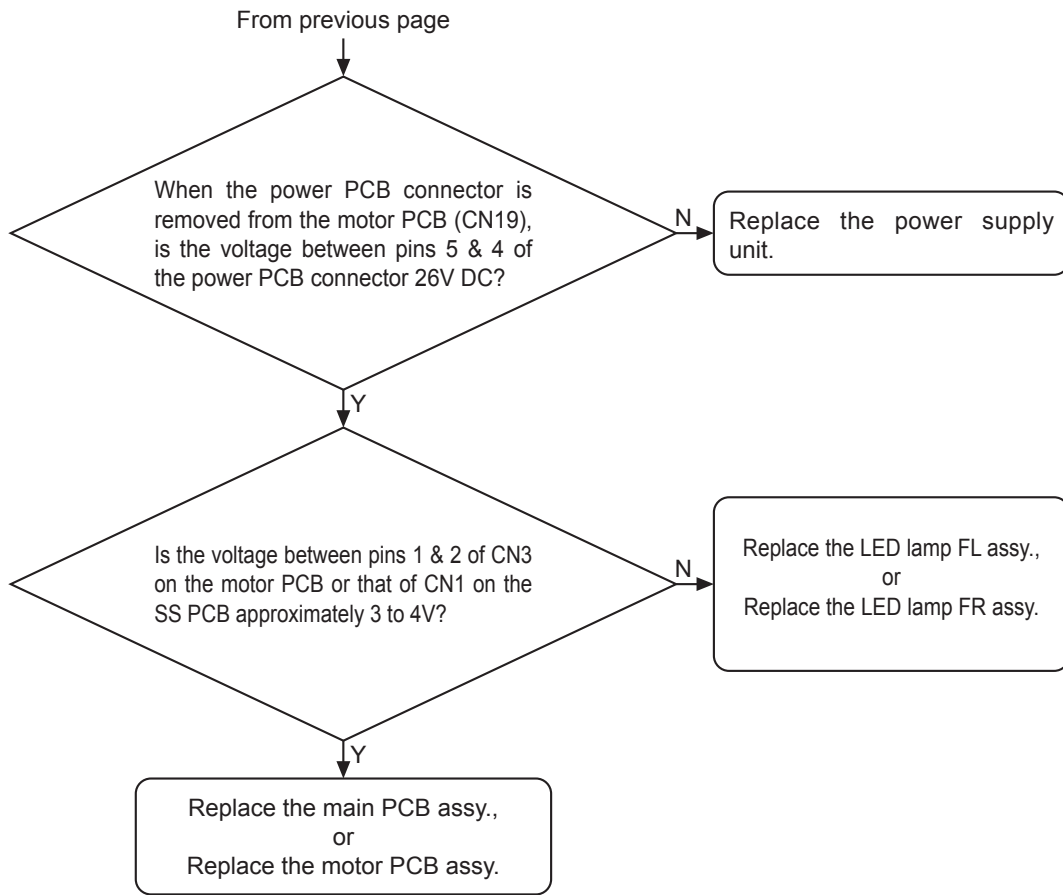 From previous page
When the power PCB connector is
removed from the motor PCB (CN19),
is the voltage between pins 5 & 4 of
the power PCB connector 26V DC?
N
Replace the power supply
unit.
Y
Is the voltage between pins 1 & 2 of CN3
on the motor PCB or that of CN1 on the
SS PCB approximately 3 to 4V?
N
Replace the LED lamp FL assy.,
or
Replace the LED lamp FR assy.
Y
Replace the main PCB assy.,
or
Replace the motor PCB assy.